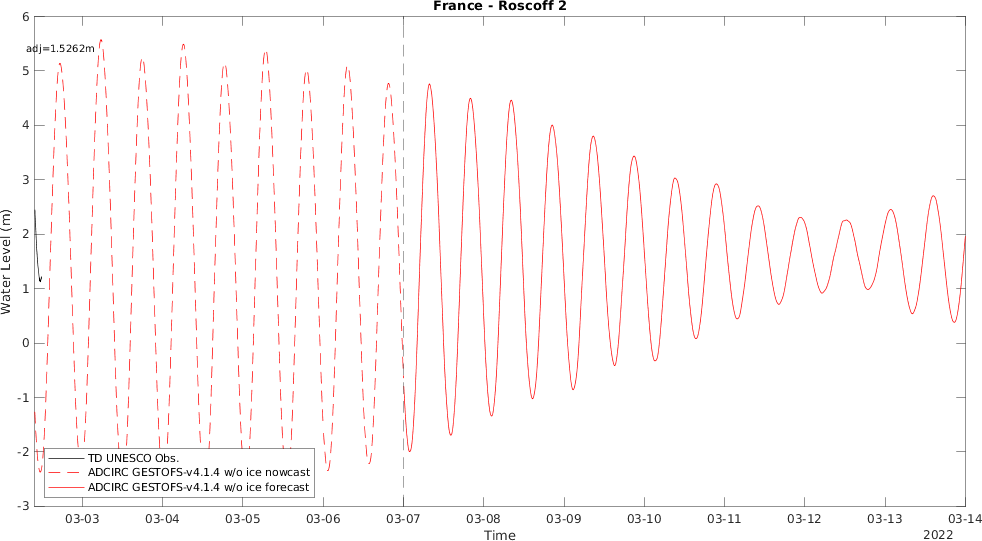 France - Roscoff 2
adj=1.5262m
6
5
4
3
2
1
0
-1
-2
-3
Water Level (m)
TD UNESCO Obs.
ADCIRC GESTOFS-v4.1.4 w/o ice nowcast
ADCIRC GESTOFS-v4.1.4 w/o ice forecast
03-03 03-04 03-05 03-06 03-07 03-08 03-09 03-10 03-11 03-12 03-13 03-14
Time
2022